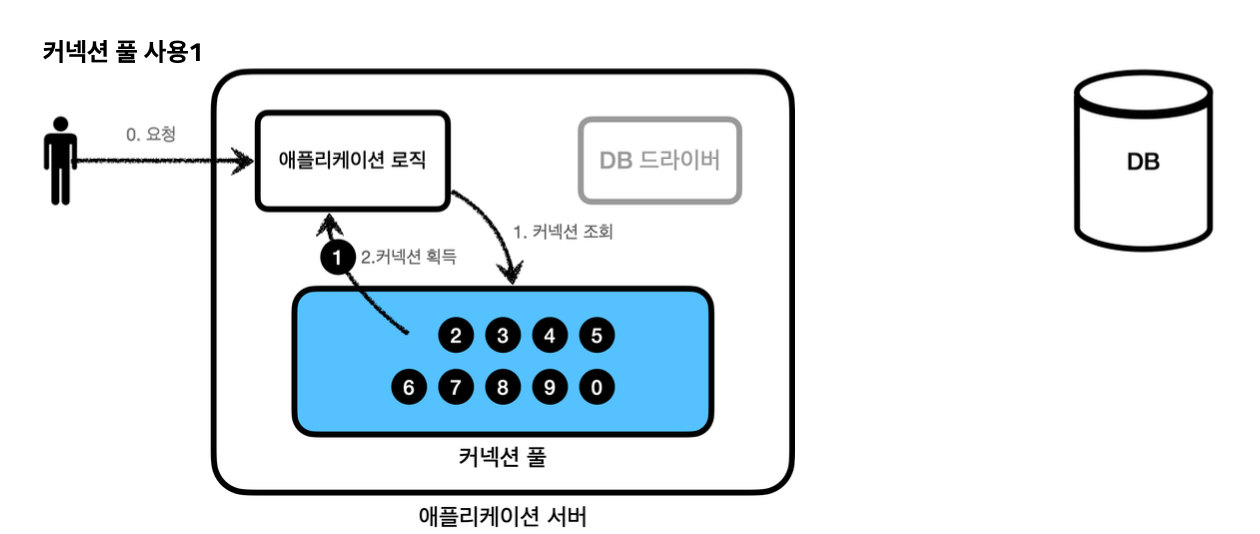 커넥션 풀 사용1
0. 요청
애플리케이션 로직
DB 드라이버
DB
1. 커넥션 조회
1
2.커넥션 획득
2 3 4 5
6 7 8 9 0
커넥션 풀
애플리케이션 서버